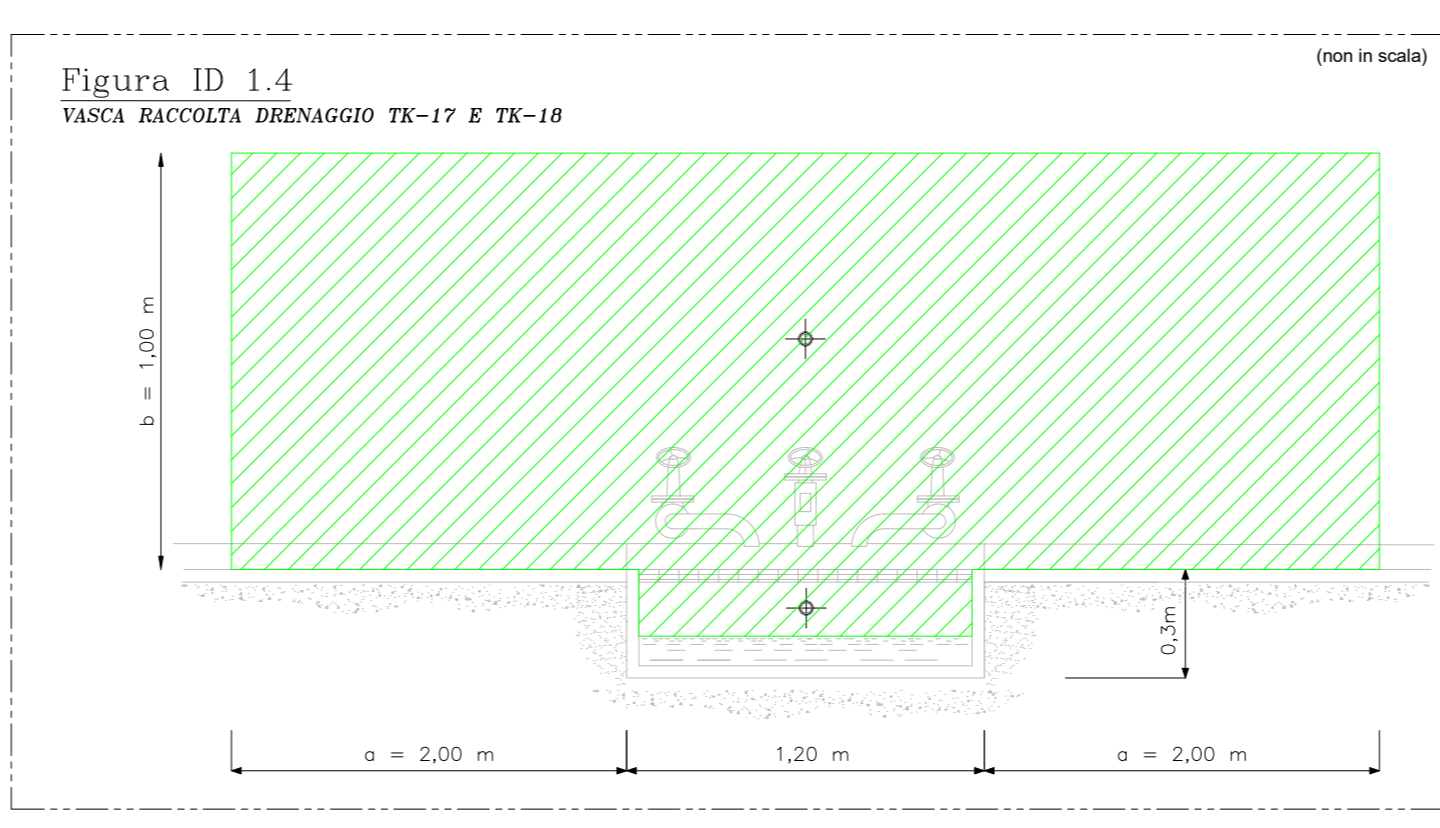 (non in scala)
Figura ID 1.4
VASCA RACCOLTA DRENAGGIO TK-17 E TK-18
b = 1,00 m
0,3m
a = 2,00 m
1,20 m
a = 2,00 m